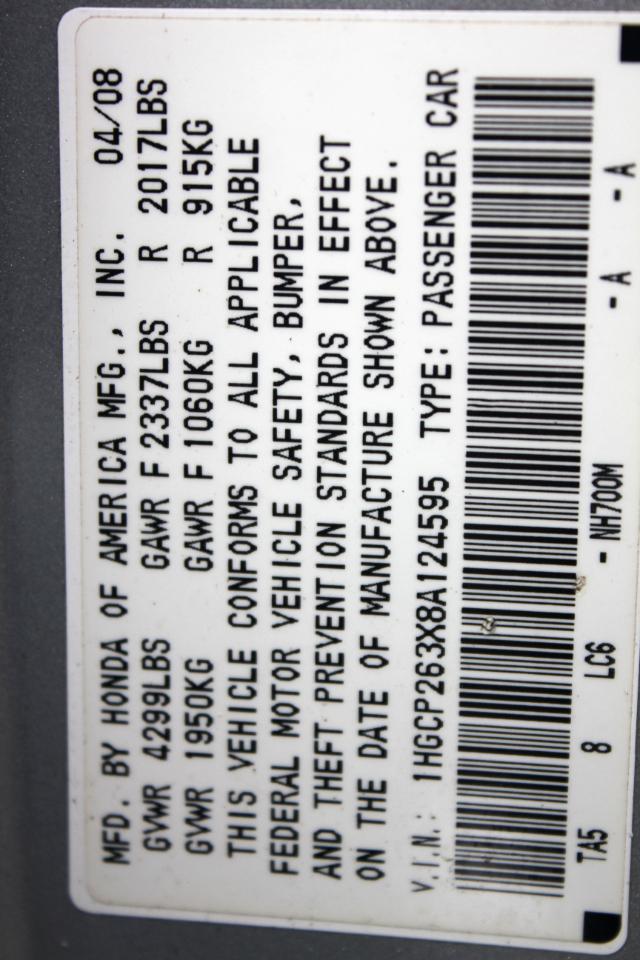 MFD. BY HONDA OF AMERICA MFG., INC. 04/08
GVWR 4299LBS GAWR F 2337LBS R 2017LBS
GVWR 1950KG GAWR F 1060KG R 915KG
THIS VEHICLE CONFORMS TO ALL APPLICABLE
FEDERAL MOTOR VEHICLE SAFETY, BUMPER,
AND THEFT PREVENTION STANDARDS IN EFFECT
ON THE DATE OF MANUFACTURE SHOWN ABOVE.
V.I.N.: 1HGCP263X8A124595 TYPE: PASSENGER CAR
TA5 8 LC6 - NH700M - A - A